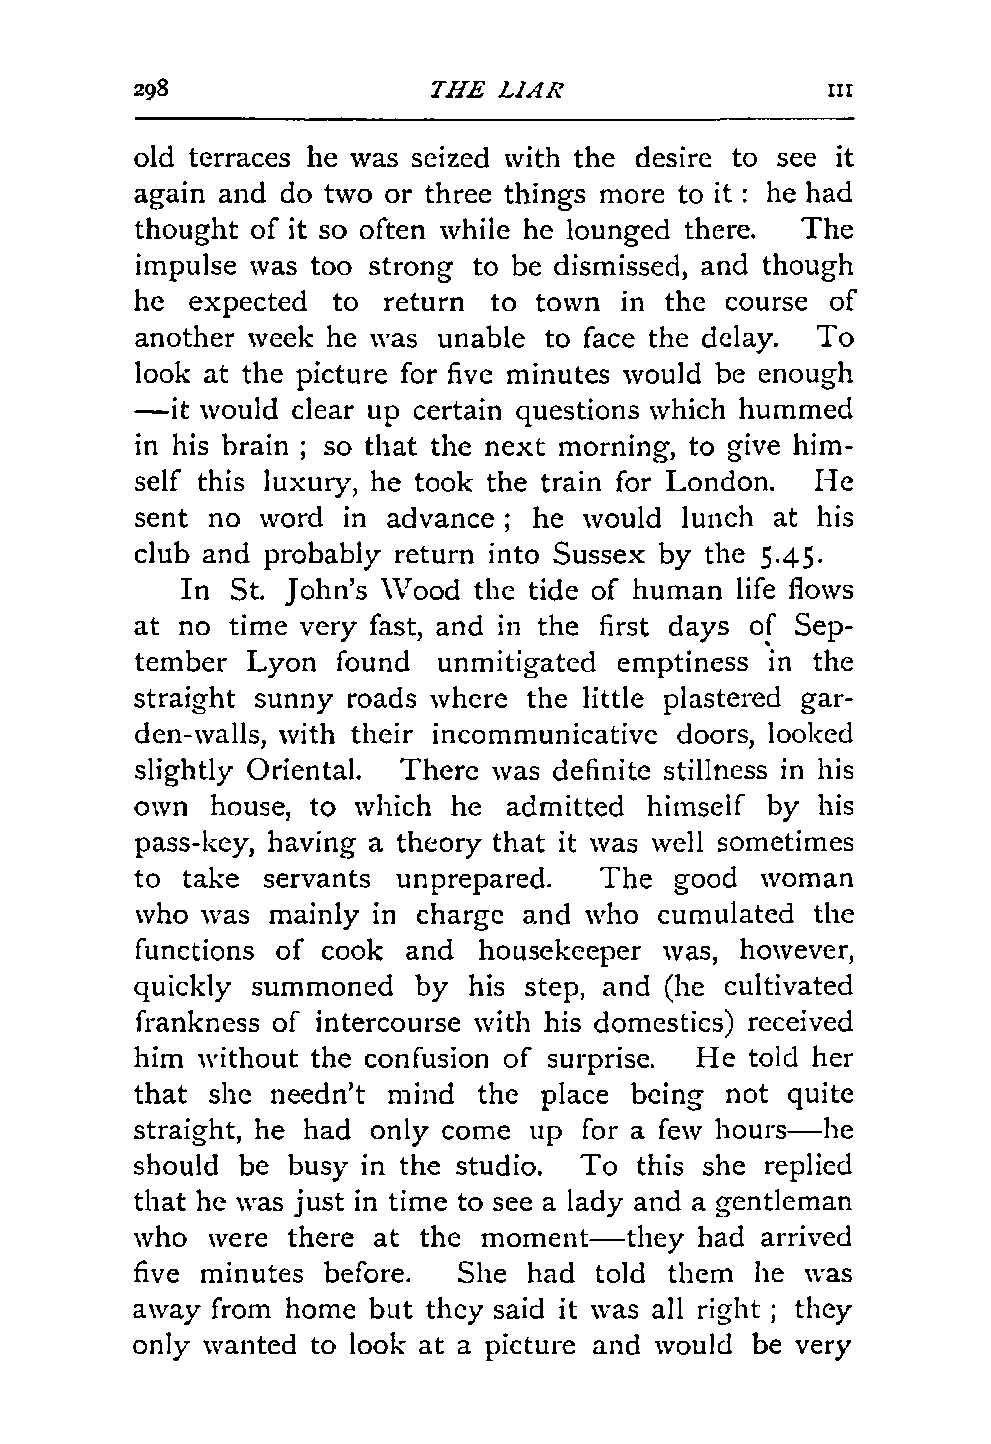 298 THE LIAR III
old terraces he was seized with the desire to see it
again and do two or three things more to it : he had
thought of it so often while he lounged there. The
impulse was too strong to be dismissed, and though
he expected to return to town in the course of
another week he was unable to face the delay. To
look at the picture for five minutes would be enough
—it would clear up certain questions which hummed
in his brain ; so that the next morning, to give him-
self this luxury, he took the train for London. He
sent no word in advance ; he would lunch at his
club and probably return into Sussex by the 5.45.
In St. John's Wood the tide of human life flows
at no time very fast, and in the first days of Sep-
tember Lyon found unmitigated emptiness in the
straight sunny roads where the little plastered gar-
den-walls, with their incommunicative doors, looked
slightly Oriental. There was definite stillness in his
own house, to which he admitted himself by his
pass-key, having a theory that it was well sometimes
to take servants unprepared. The good woman
who was mainly in charge and who cumulated the
functions of cook and housekeeper was, however,
quickly summoned by his step, and (he cultivated
frankness of intercourse with his domestics) received
him without the confusion of surprise. He told her
that she needn't mind the place being not quite
straight, he had only come up for a few hours—he
should be busy in the studio. To this she replied
that he was just in time to see a lady and a gentleman
who were there at the moment—they had arrived
five minutes before. She had told them he was
away from home but they said it was all right ; they
only wanted to look at a picture and would be very